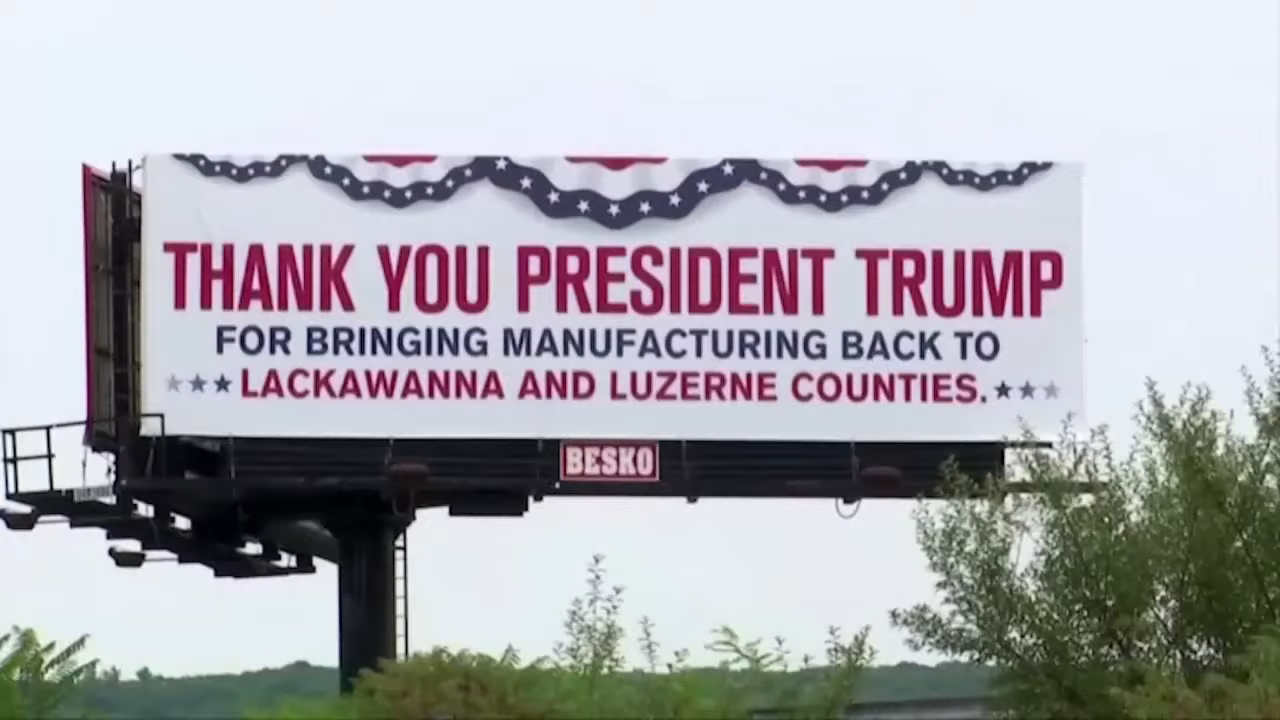 THANK YOU PRESIDENT TRUMP
FOR BRINGING MANUFACTURING BACK TO
LACKAWANNA AND LUZERNE COUNTIES.
BESKO